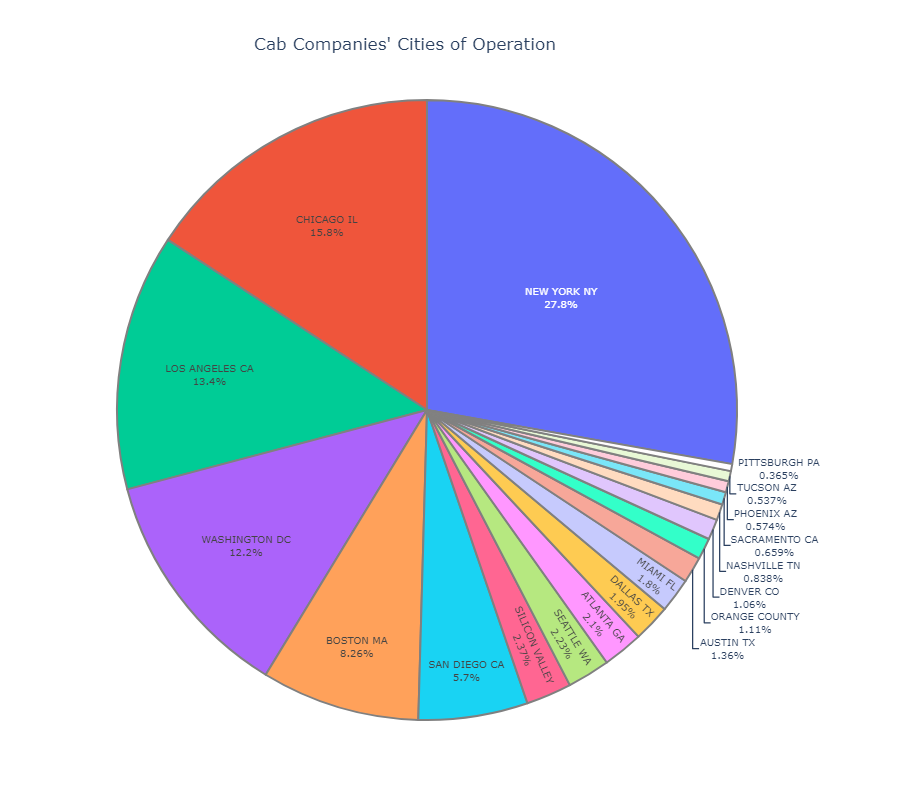 Cab Companies' Cities of Operation
CHICAGO IL
15.8%
NEW YORK NY
27.8%
LOS ANGELES CA
13.4%
WASHINGTON DC
12.2%
BOSTON MA
8.26%
SAN DIEGO CA
5.7%
SILICON VALLEY
2.37%
SEATTLE WA
2.23%
ATLANTA GA
2.1%
DALLAS TX
1.95%
MIAMI FL
1.8%
PITTSBURGH PA
0.365%
TUCSON AZ
0.537%
PHOENIX AZ
0.574%
SACRAMENTO CA
0.659%
NASHVILLE TN
0.838%
DENVER CO
1.06%
ORANGE COUNTY
1.11%
AUSTIN TX
1.36%